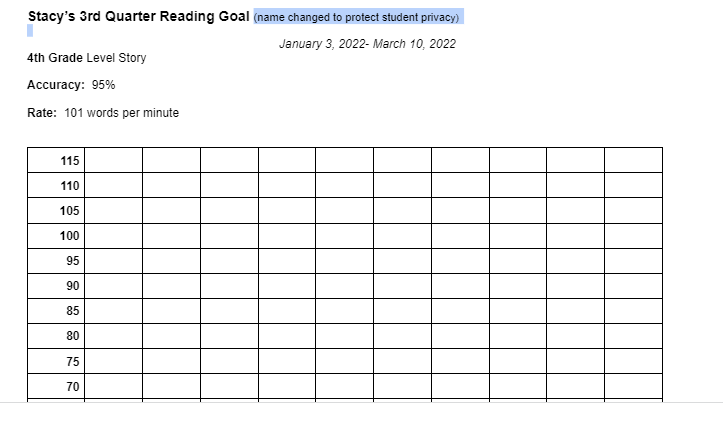 Stacy’s 3rd Quarter Reading Goal (name changed to protect student privacy)
January 3, 2022- March 10, 2022
4th Grade Level Story
Accuracy: 95%
Rate: 101 words per minute
115
110
105
100
95
90
85
80
75
70